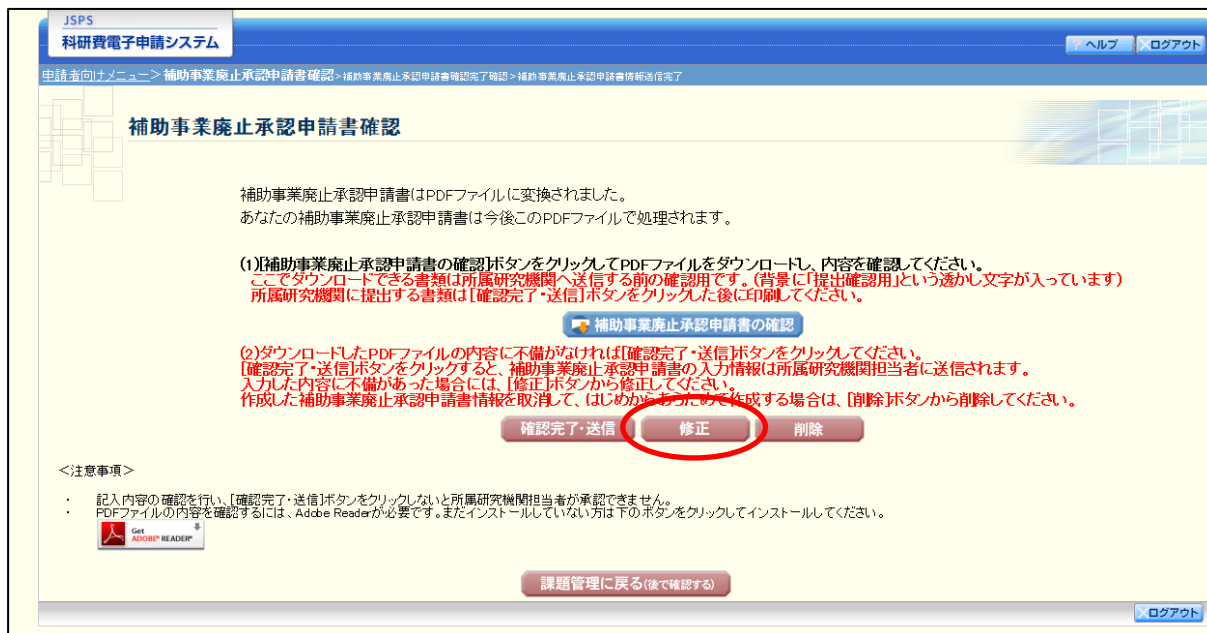 JSPS
科研費電子申請システム
ヘルプ
ログアウト
申請者向けメニュー>補助事業廃止承認申請書確認>補助事業廃止承認申請書確認完了確認>補助事業廃止承認申請書情報送信完了
補助事業廃止承認申請書確認
補助事業廃止承認申請書はPDFファイルに変換されました。
あなたの補助事業廃止承認申請書は今後このPDFファイルで処理されます。
(1)[補助事業廃止承認申請書の確認]ボタンをクリックしてPDFファイルをダウンロードし、内容を確認してください。
ここでダウンロードできる書類は所属研究機関へ送信する前の確認用です。(背景に「提出確認用」という透かし文字が入っています)
所属研究機関に提出する書類は[確認完了・送信]ボタンをクリックした後に印刷してください。
補助事業廃止承認申請書の確認
(2)ダウンロードしたPDFファイルの内容に不備がなければ[確認完了・送信]ボタンをクリックしてください。
[確認完了・送信]ボタンをクリックすると、補助事業廃止承認申請書の入力情報は所属研究機関担当者に送信されます。
入力した内容に不備があった場合には、[修正]ボタンから修正してください。
作成した補助事業廃止承認申請書情報を取消して、はじめからあらためて作成する場合は、[削除]ボタンから削除してください。
確認完了・送信
修正
削除
<注意事項>
・ 記入内容の確認を行い、[確認完了・送信]ボタンをクリックしないと所属研究機関担当者が承認できません。
・ PDFファイルの内容を確認するには、Adobe Readerが必要です。まだインストールしていない方は下のボタンをクリックしてインストールしてください。
Get
ADOBE® READER®
課題管理に戻る(後で確認する)
ログアウト